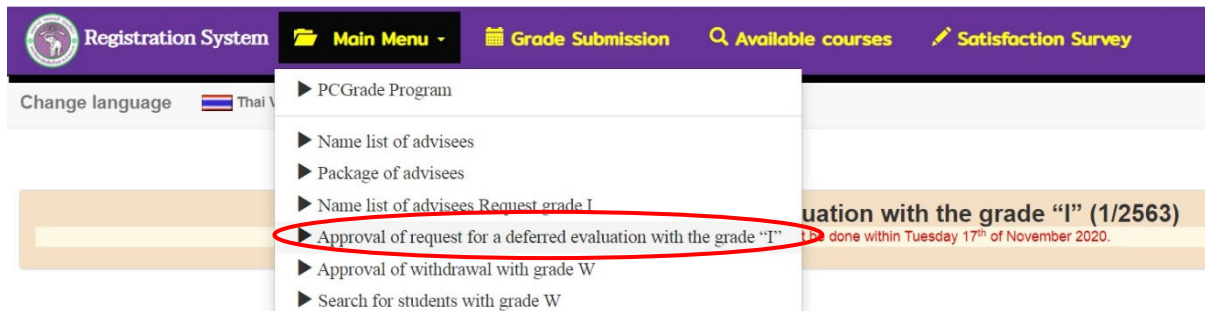 Registration System Main Menu Grade Submission Available courses Satisfaction Survey
Change language Thai V
PCGrade Program
Name list of advisees
Package of advisees
Name list of advisees Request grade I
Approval of request for a deferred evaluation with the grade “I”
Approval of withdrawal with grade W
Search for students with grade W
uation with the grade “I” (1/2563)
t be done within Tuesday 17th of November 2020.